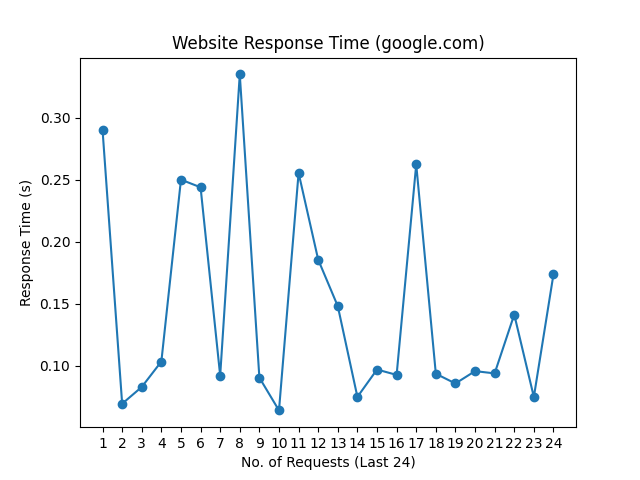 Website Response Time (google.com)
Response Time (s)
0.30
0.25
0.20
0.15
0.10
1 2 3 4 5 6 7 8 9 10 11 12 13 14 15 16 17 18 19 20 21 22 23 24
No. of Requests (Last 24)